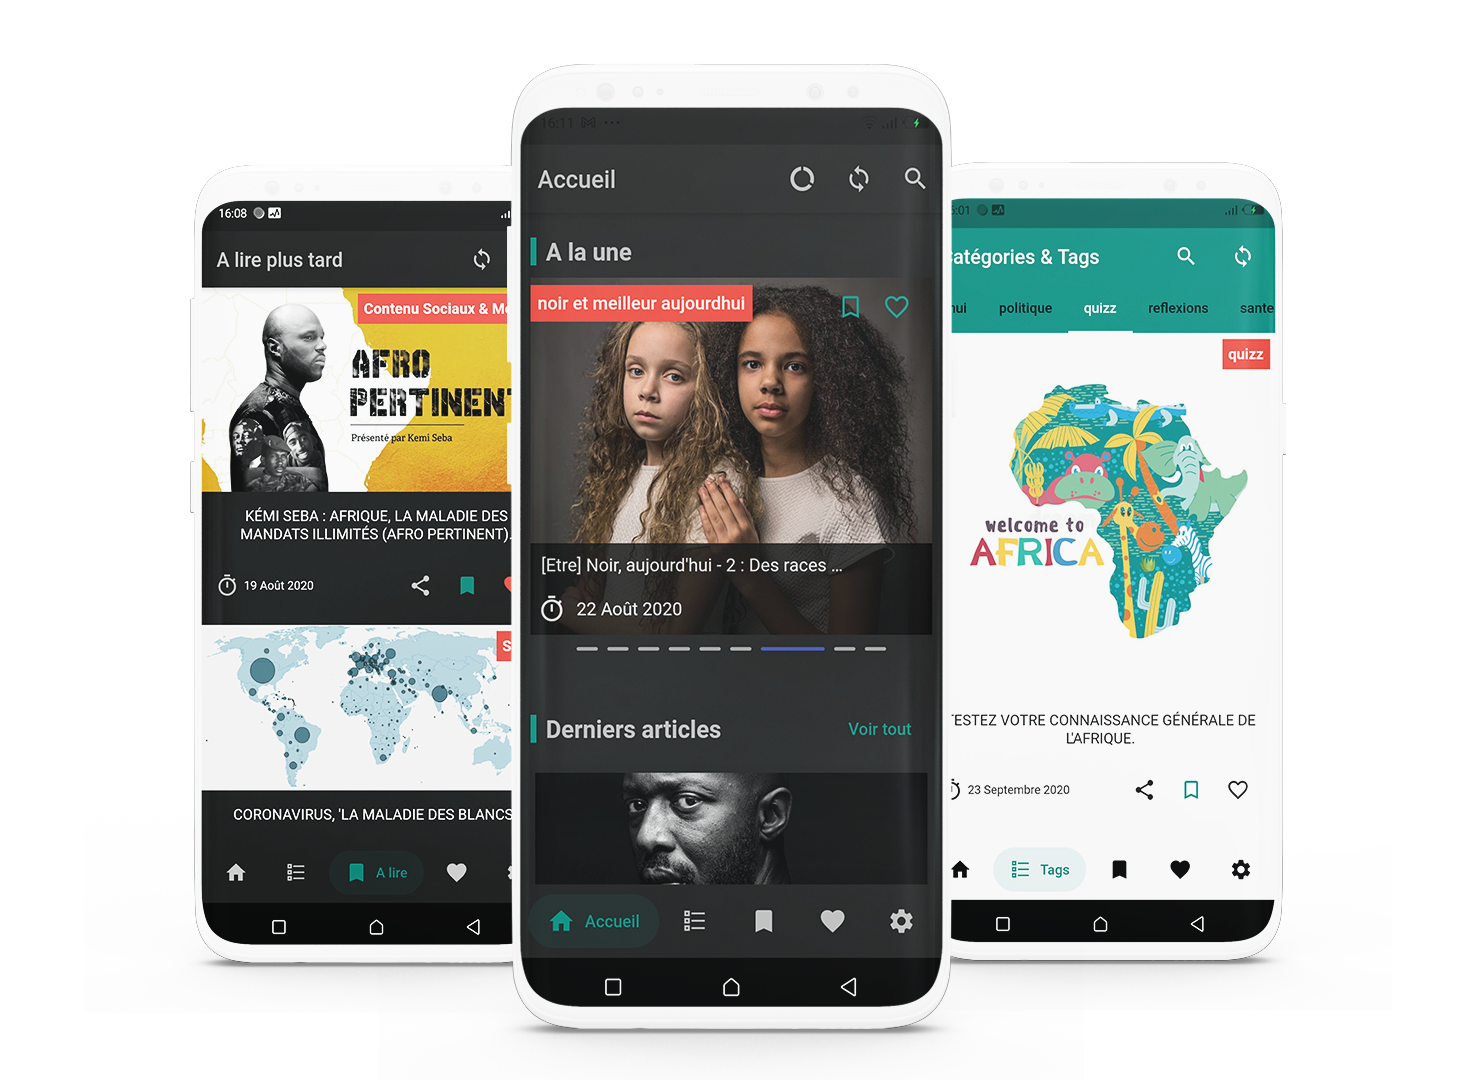 16:08
A lire plus tard
Contenu Sociaux &
AFRO
PERTINENT
Présenté par Kemi Seba
KÉMI SEBA : AFRIQUE, LA MALADIE DES
MANDATS ILLIMITÉS (AFRO PERTINENT).
19 Août 2020
S
CORONAVIRUS, 'LA MALADIE DES BLANCS
A lire
16:11
Accueil
A la une
noir et meilleur aujourdhui
[Etre] Noir, aujourd'hui - 2 : Des races ...
22 Août 2020
Derniers articles
Voir tout
Accueil
:01
atégories & Tags
hui
politique
quizz
reflexions
sante
quizz
welcome to
AFRICA
TESTEZ VOTRE CONNAISSANCE GÉNÉRALE DE
L'AFRIQUE.
23 Septembre 2020
Tags